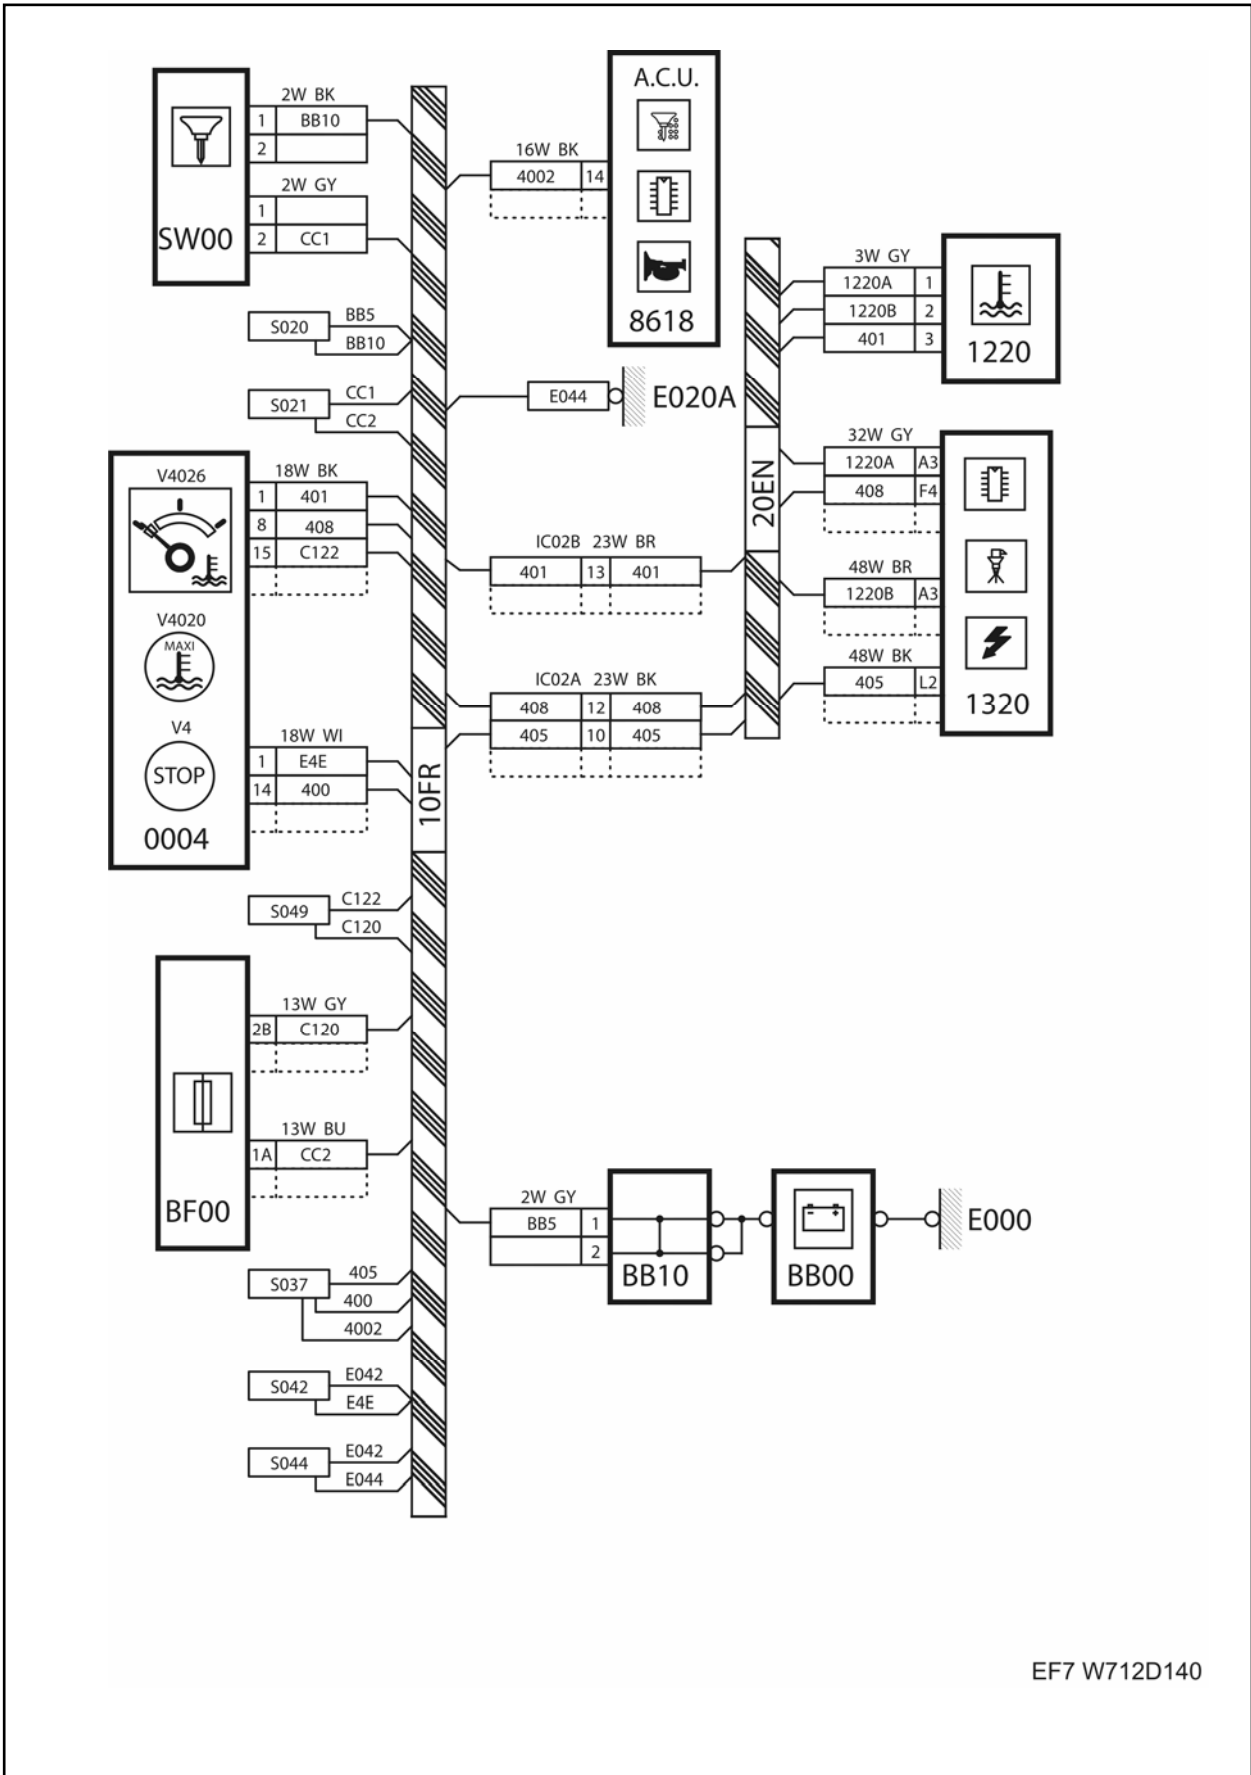 2W BK
1 BB10
2
2W GY
1
2 CC1
SW00
A.C.U.
16W BK
4002 14
8618
S020 BB5
BB10
S021 CC1
CC2
E044 E020A
3W GY
1220A 1
1220B 2
401 3
1220
V4026
18W BK
1 401
8 408
15 C122
V4020
MAXI
V4
STOP
18W WI
1 E4E
14 400
0004
IC02B 23W BR
401 13 401
IC02A 23W BK
408 12 408
405 10 405
10FR
20EN
32W GY
1220A A3
408 F4
48W BR
1220B A3
48W BK
405 L2
1320
S049 C122
C120
13W GY
2B C120
13W BU
1A CC2
BF00
2W GY
BB5 1
2
BB10
BB00
E000
S037 405
400
4002
S042 E042
E4E
S044 E042
E044
EF7 W712D140